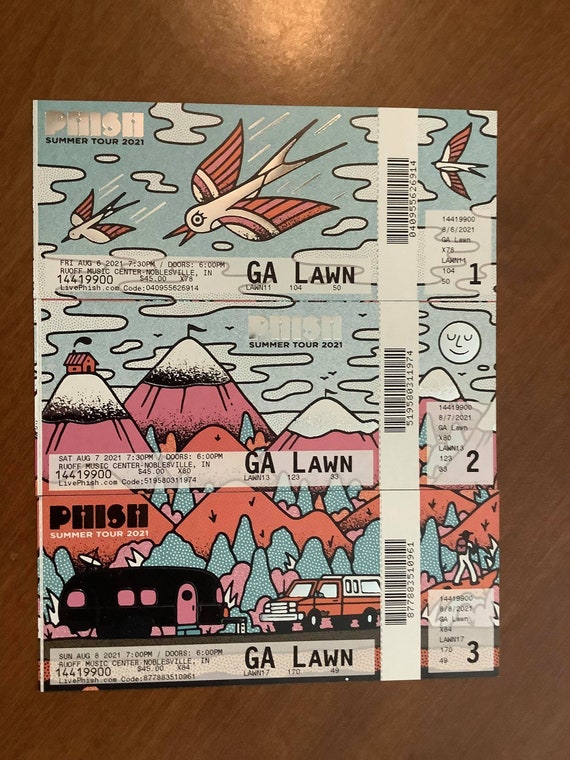 PHISH
SUMMER TOUR 2021
FRI AUG 6 2021 7:30PM / DOORS: 6:00PM
RUOFF MUSIC CENTER-NOBLESVILLE, IN
14419900 $45.00 X78
LivePhish.com Code:040955626914
GA LAWN
LAWN11 104 50
040955626914
14419900
8/6/2021
GA Lawn
X78
LAWN11
104
50
1
PHISH
SUMMER TOUR 2021
SAT AUG 7 2021 7:30PM / DOORS: 6:00PM
RUOFF MUSIC CENTER-NOBLESVILLE, IN
14419900 $45.00 X80
LivePhish.com Code:519580311974
GA LAWN
LAWN13 123 33
519580311974
14419900
8/7/2021
GA Lawn
X80
LAWN13
123
33
2
PHISH
SUMMER TOUR 2021
SUN AUG 8 2021 7:00PM / DOORS: 6:00PM
RUOFF MUSIC CENTER-NOBLESVILLE, IN
14419900 $45.00 X84
LivePhish.com Code:877883510961
GA LAWN
LAWN17 170 49
877883510961
14419900
8/8/2021
GA Lawn
X84
LAWN17
170
49
3